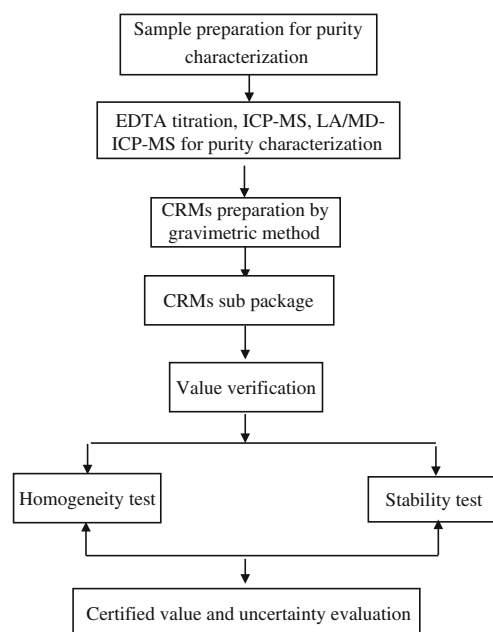 Sample preparation for purity
characterization
EDTA titration, ICP-MS, LA/MD-
ICP-MS for purity characterization
CRMs preparation by
gravimetric method
CRMs sub package
Value verification
Homogeneity test
Stability test
Certified value and uncertainty evaluation